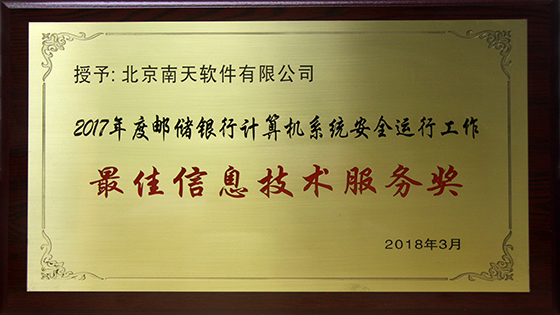 授予: 北京南天软件有限公司
2017年度邮储银行计算机系统安全运行工作
最佳信息技术服务奖
2018年3月